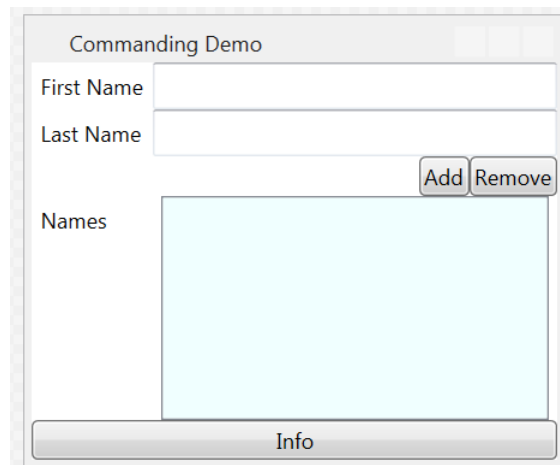 Commanding Demo
First Name
Last Name
Add Remove
Names
Info